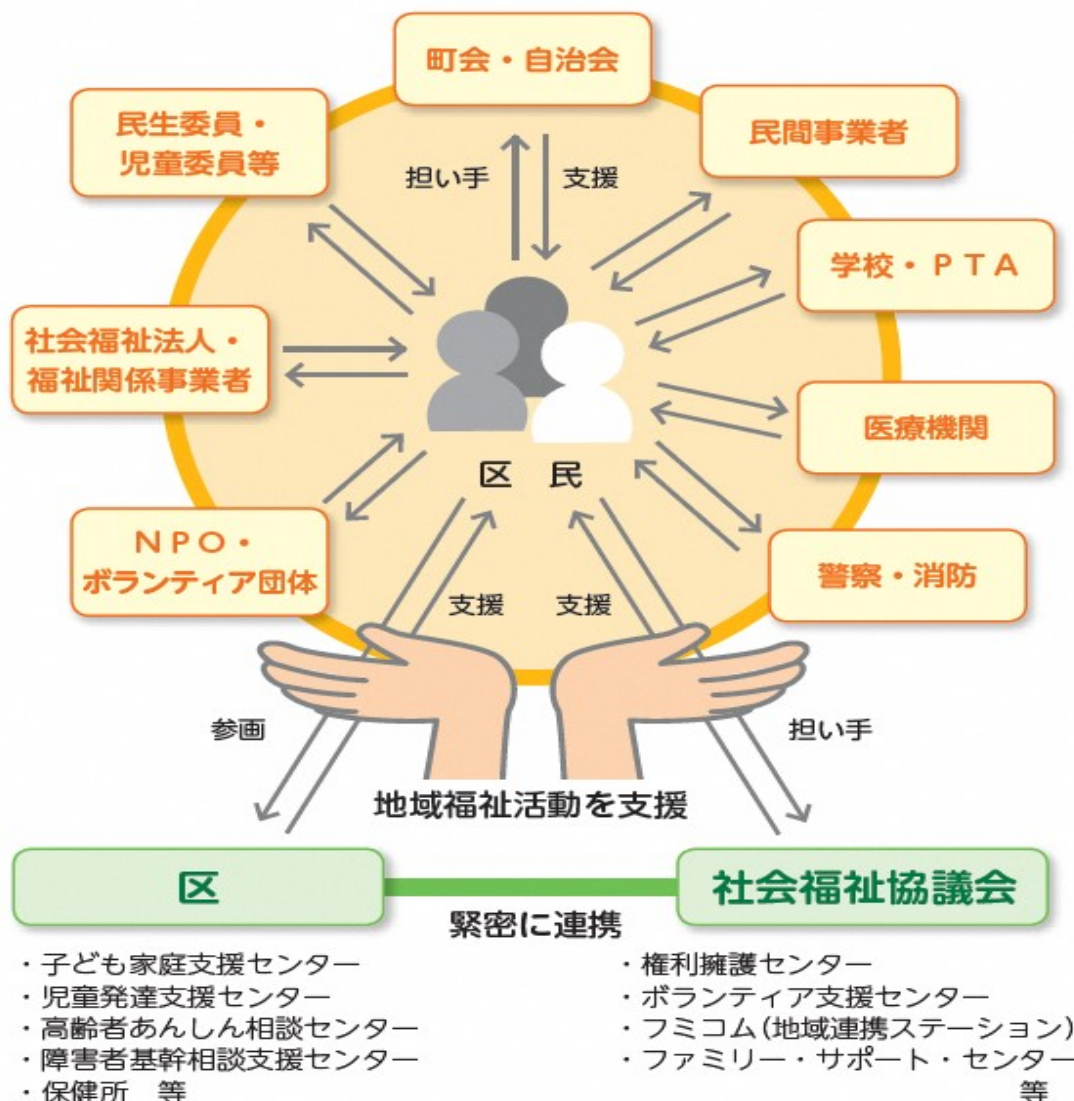 町会・自治会
民生委員・
児童委員等
民間事業者
担い手
支援
学校・ＰＴＡ
社会福祉法人・
福祉関係事業者
医療機関
区 民
ＮＰＯ・
ボランティア団体
警察・消防
支援
支援
参画
担い手
地域福祉活動を支援
区
社会福祉協議会
緊密に連携
・子ども家庭支援センター
・児童発達支援センター
・高齢者あんしん相談センター
・障害者基幹相談支援センター
・保健所　等
・権利擁護センター
・ボランティア支援センター
・フミコム(地域連携ステーション)
・ファミリー・サポート・センター
等